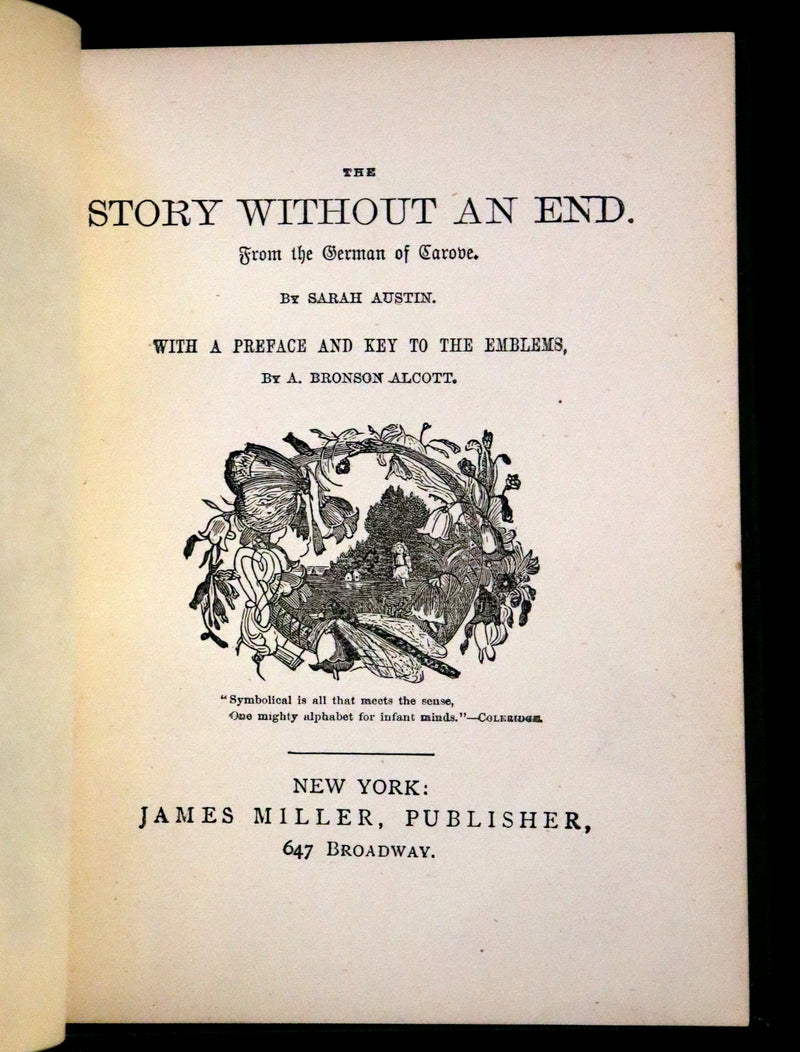 THE
STORY WITHOUT AN END.
From the German of Carove.
By SARAH AUSTIN.
WITH A PREFACE AND KEY TO THE EMBLEMS,
By A. BRONSON ALCOTT.
"Symbolical is all that meets the sense,
One mighty alphabet for infant minds."—COLERIDGE.
NEW YORK:
JAMES MILLER, PUBLISHER,
647 BROADWAY.